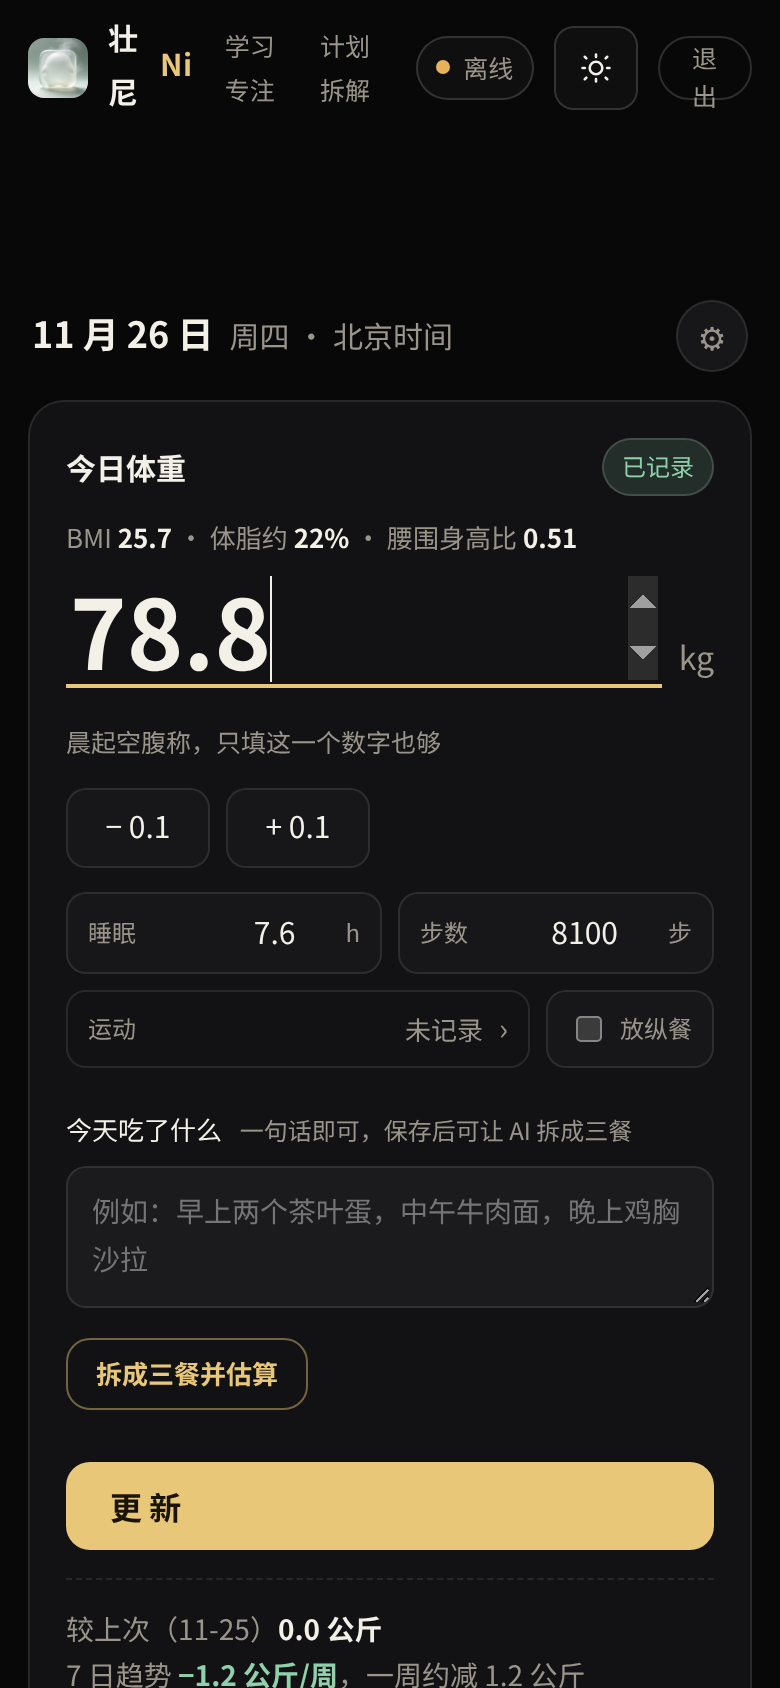 壮尼 Ni 学习专注 计划拆解 离线 退出
11 月 26 日 周四 · 北京时间
今日体重 已记录
BMI 25.7 · 体脂约 22% · 腰围身高比 0.51
78.8 kg
晨起空腹称，只填这一个数字也够
− 0.1 + 0.1
睡眠 7.6 h 步数 8100 步
运动 未记录 › 放纵餐
今天吃了什么 一句话即可，保存后可让 AI 拆成三餐
例如：早上两个茶叶蛋，中午牛肉面，晚上鸡胸
沙拉
拆成三餐并估算
更新
较上次（11-25）0.0 公斤
7 日趋势 −1.2 公斤/周，一周约减 1.2 公斤